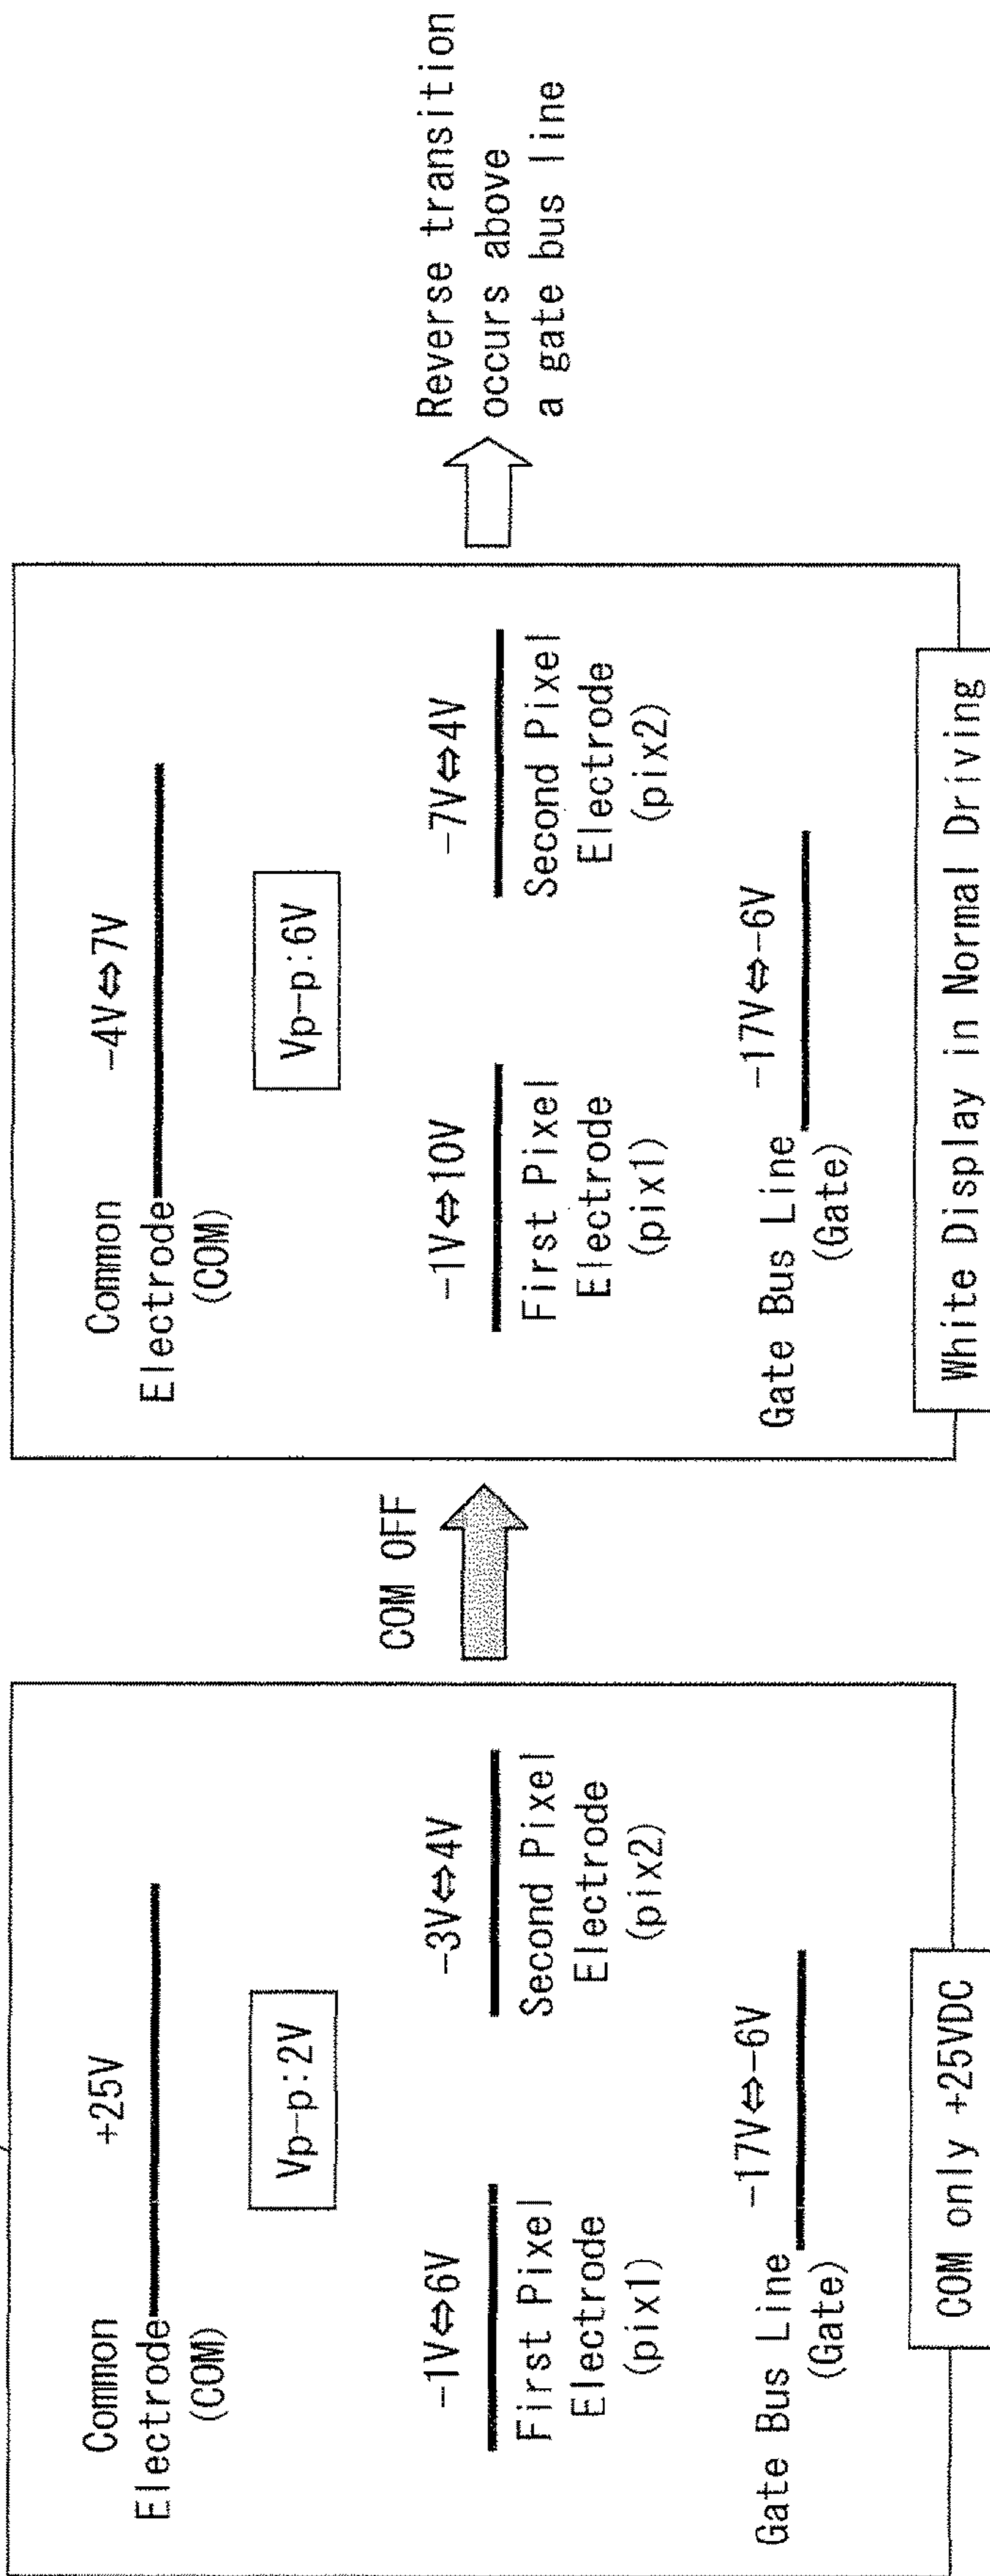 +25V
Common
Electrode
(COM)
Vp-p:2V
-1V⇔6V
-3V⇔4V
First Pixel
Electrode
(pix1)
Second Pixel
Electrode
(pix2)
-17V⇔-6V
Gate Bus Line
(Gate)
COM only +25VDC
COM OFF
-4V⇔7V
Common
Electrode
(COM)
Vp-p:6V
-1V⇔10V
-7V⇔4V
First Pixel
Electrode
(pix1)
Second Pixel
Electrode
(pix2)
-17V⇔-6V
Gate Bus Line
(Gate)
White Display in Normal Driving
Reverse transition
occurs above
a gate bus line